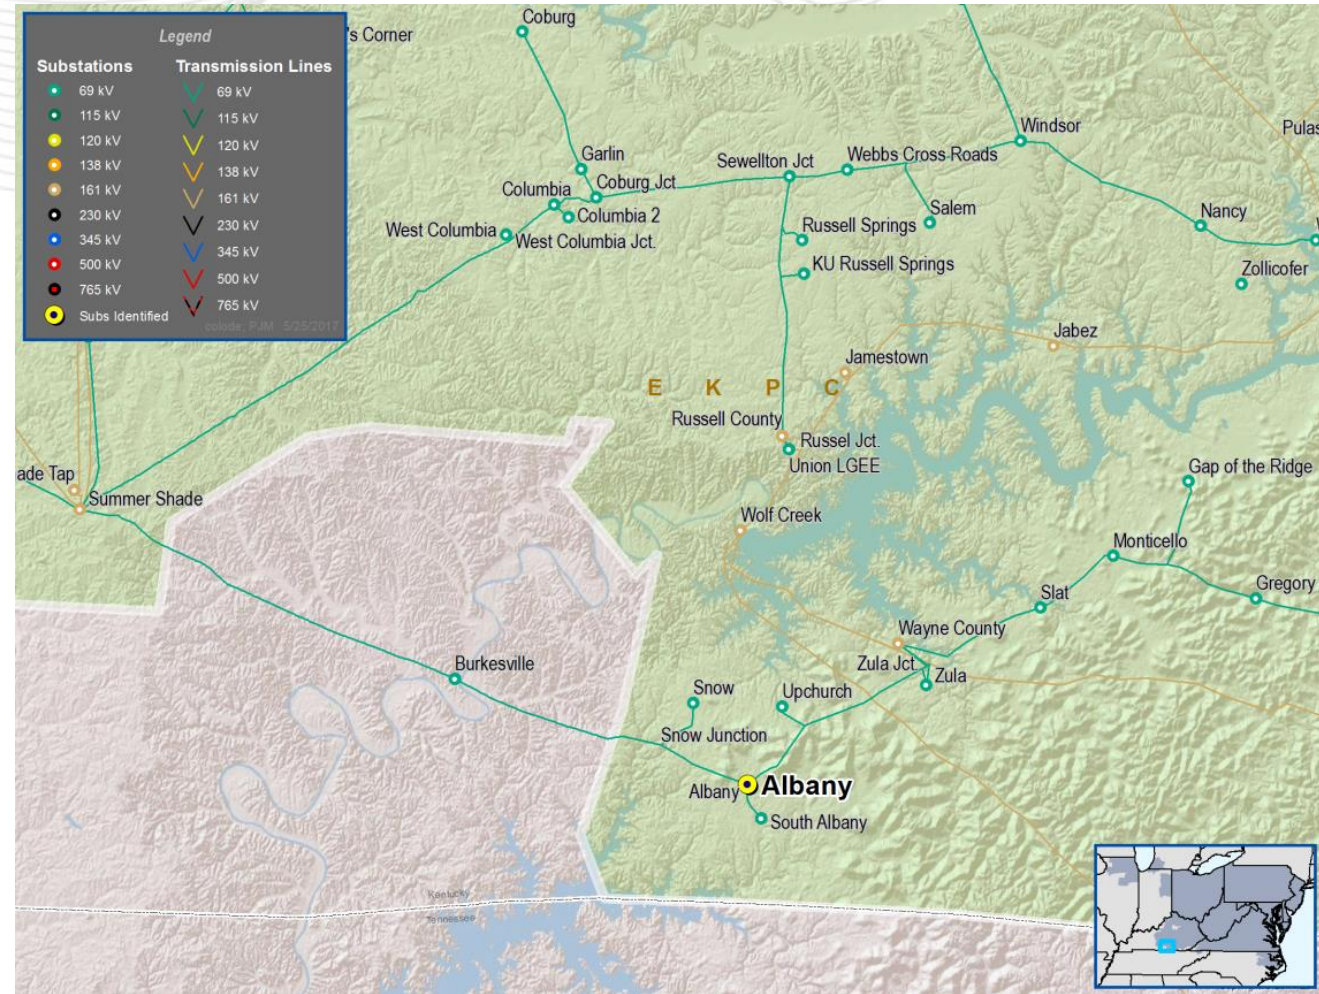 Legend
Substations Transmission Lines
69 kV 69 kV
115 kV 115 kV
120 kV 120 kV
138 kV 138 kV
161 kV 161 kV
230 kV 230 kV
345 kV 345 kV
500 kV 500 kV
765 kV 765 kV
Subs Identified
PJM 5/25/2017
's Corner
Coburg
Windsor
Pulas
Garlin
Sewellton Jct
Webbs Cross Roads
Columbia
Coburg Jct
Columbia 2
Salem
Nancy
West Columbia
West Columbia Jct.
Russell Springs
KU Russell Springs
Zollicofer
Jabez
Jamestown
E K P C
Russell County
Russel Jct.
Union LGEE
ade Tap
Summer Shade
Gap of the Ridge
Wolf Creek
Monticello
Gregory
Slat
Wayne County
Burkesville
Zula Jct.
Zula
Snow
Upchurch
Snow Junction
Albany
Albany
South Albany
Kentucky
Tennessee